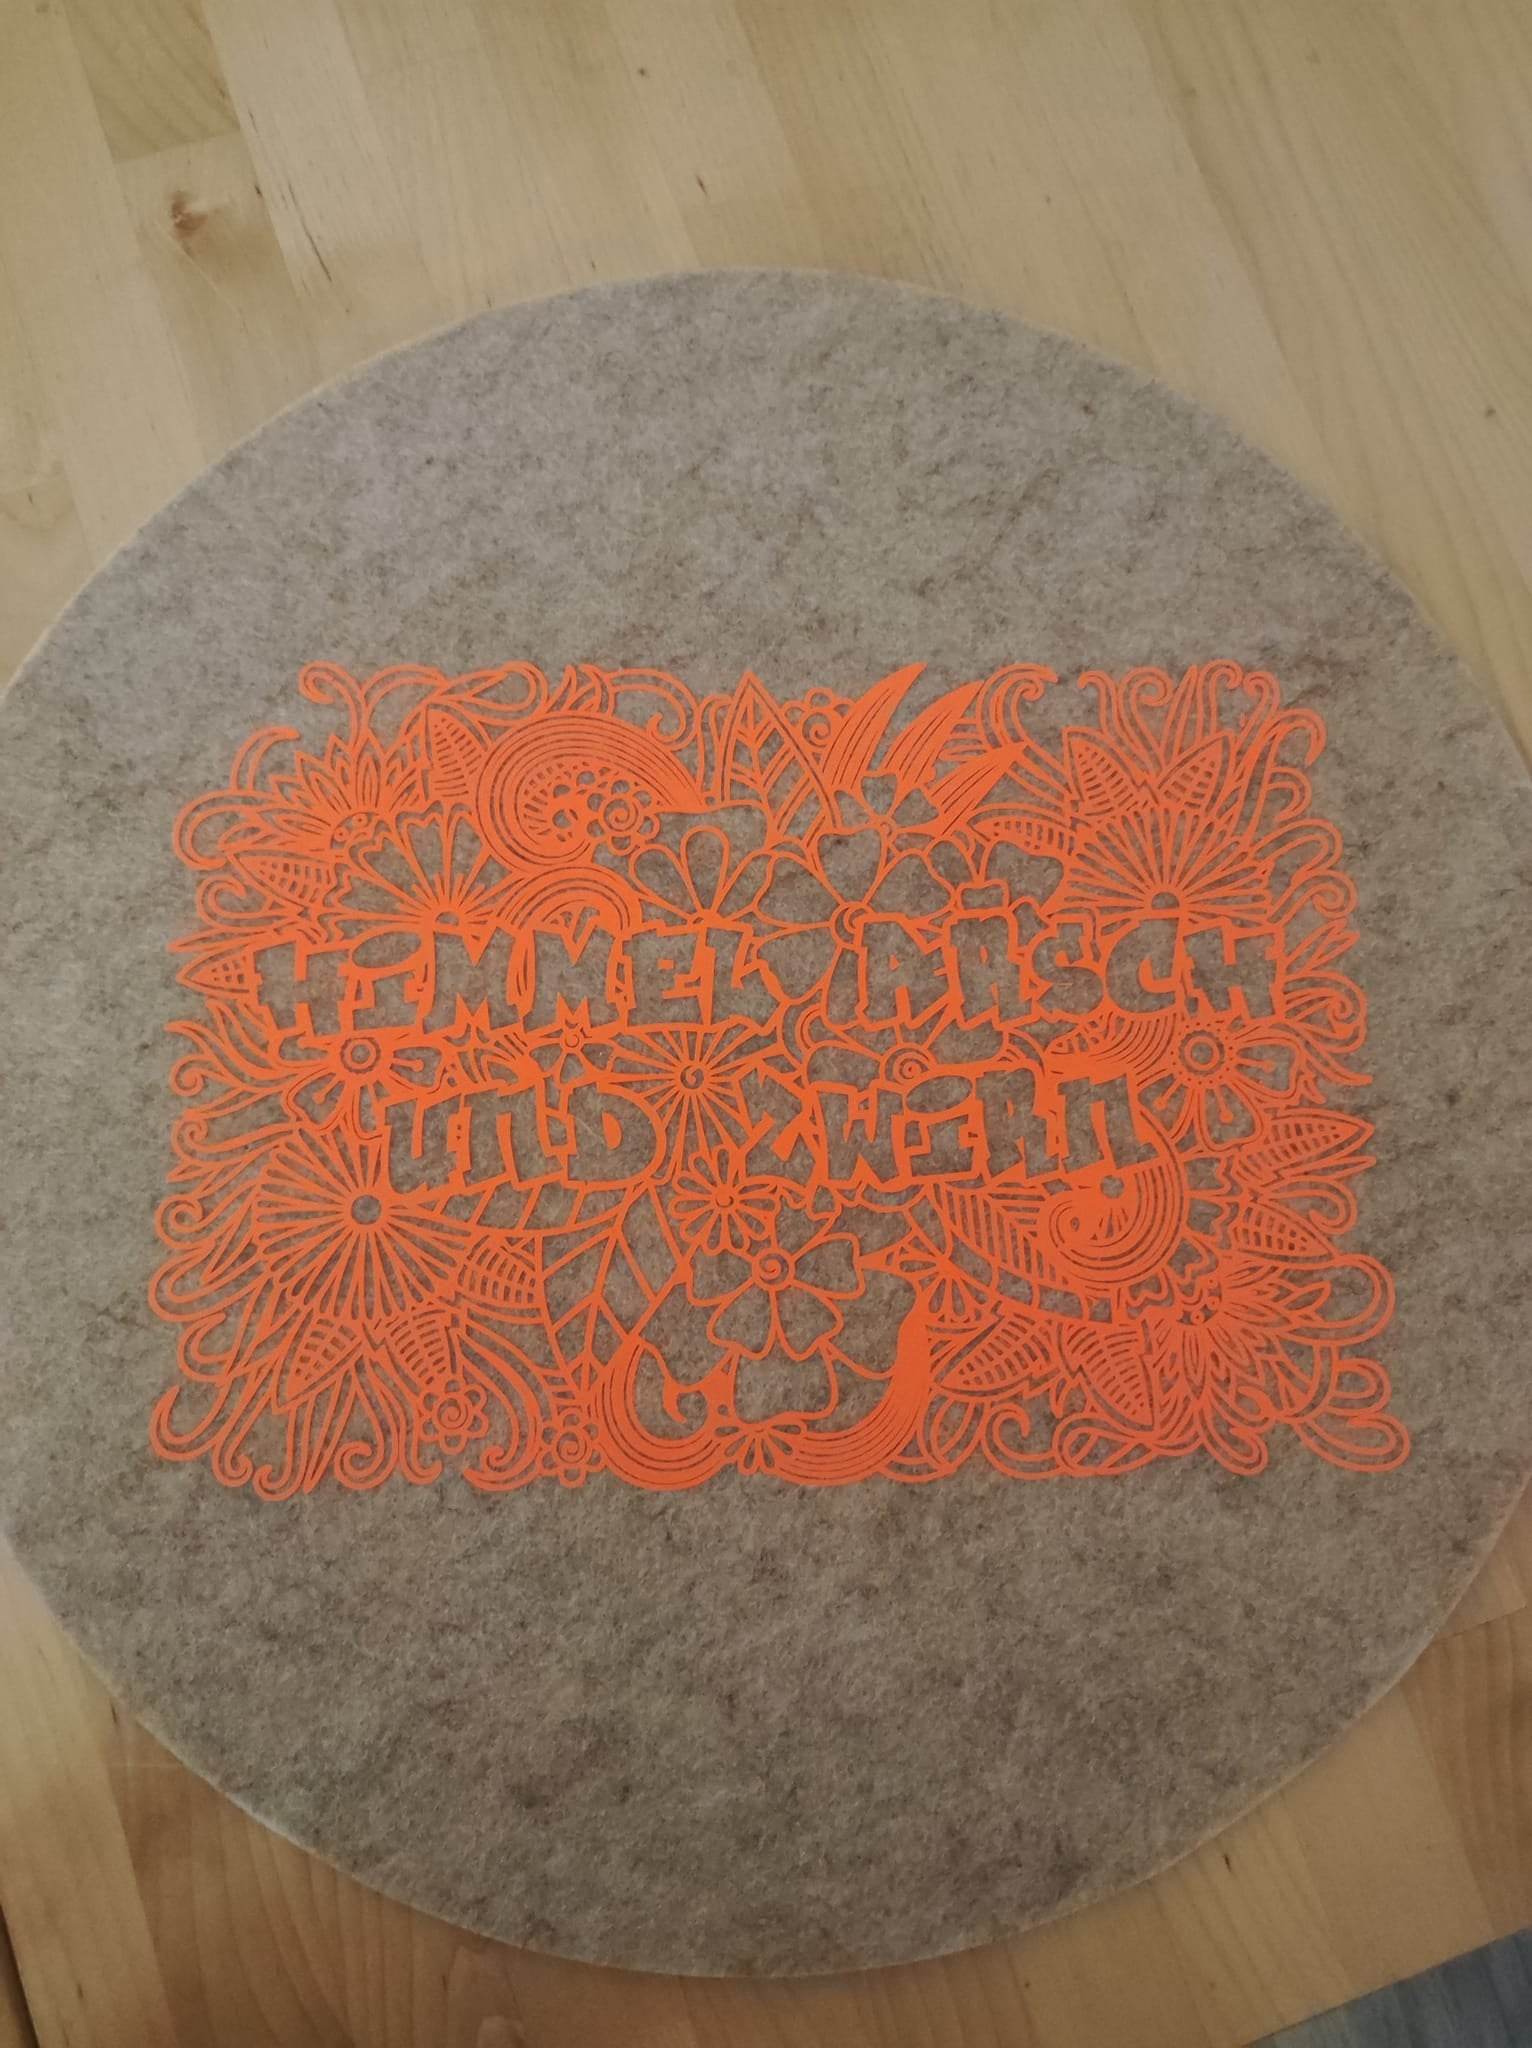 HIMMEL, ARSCH
UND ZWIRN